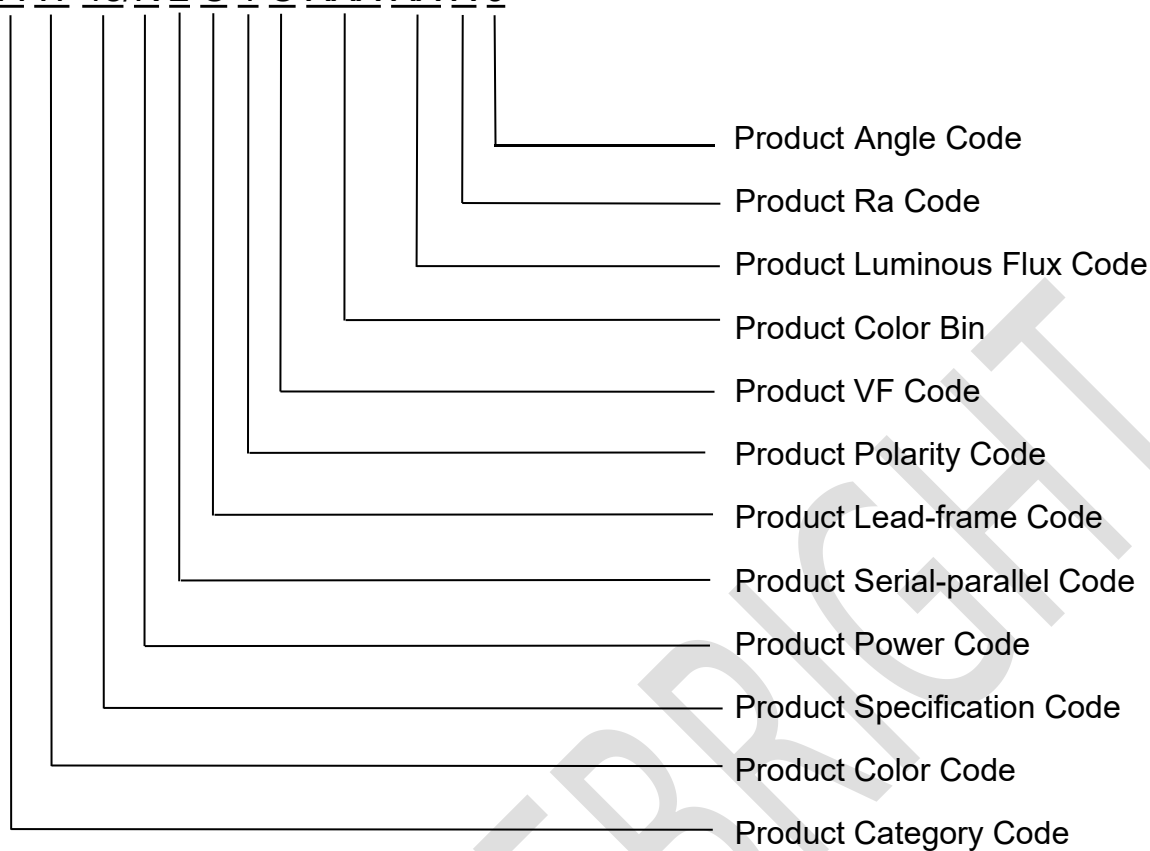 Product Angle Code
Product Ra Code
Product Luminous Flux Code
Product Color Bin
Product VF Code
Product Polarity Code
Product Lead-frame Code
Product Serial-parallel Code
Product Power Code
Product Specification Code
Product Color Code
Product Category Code